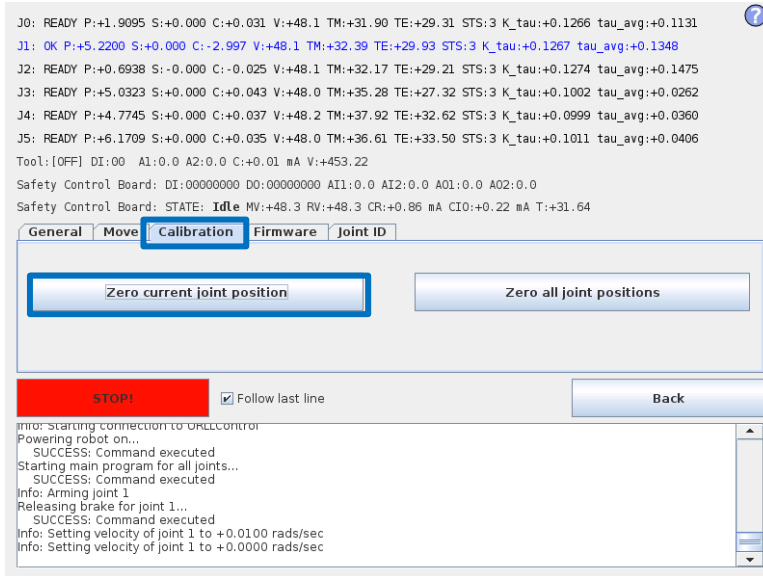 ?
J0: READY P:+1.9095 S:+0.000 C:+0.031 V:+48.1 TM:+31.90 TE:+29.31 STS:3 K_tau:+0.1266 tau_avg:+0.1131
J1: OK P:+5.2200 S:+0.000 C:-2.997 V:+48.1 TM:+32.39 TE:+29.93 STS:3 K_tau:+0.1267 tau_avg:+0.1348
J2: READY P:+0.6938 S:-0.000 C:-0.025 V:+48.1 TM:+32.17 TE:+29.21 STS:3 K_tau:+0.1274 tau_avg:+0.1475
J3: READY P:+5.0323 S:+0.000 C:+0.043 V:+48.0 TM:+35.28 TE:+27.32 STS:3 K_tau:+0.1002 tau_avg:+0.0262
J4: READY P:+4.7745 S:+0.000 C:+0.037 V:+48.2 TM:+37.92 TE:+32.62 STS:3 K_tau:+0.0999 tau_avg:+0.0360
J5: READY P:+6.1709 S:+0.000 C:+0.035 V:+48.0 TM:+36.61 TE:+33.50 STS:3 K_tau:+0.1011 tau_avg:+0.0406
Tool:[OFF] DI:00 A1:0.0 A2:0.0 C:+0.01 mA V:+453.22
Safety Control Board: DI:00000000 DO:00000000 AI1:0.0 AI2:0.0 AO1:0.0 AO2:0.0
Safety Control Board: STATE: Idle MV:+48.3 RV:+48.3 CR:+0.86 mA CIO:+0.22 mA T:+31.64
General Move Calibration Firmware Joint ID
Zero current joint position Zero all joint positions
STOP! Follow last line Back
Info: Starting connection to URLLControl
Powering robot on...
SUCCESS: Command executed
Starting main program for all joints...
SUCCESS: Command executed
Info: Arming joint 1
Releasing brake for joint 1...
SUCCESS: Command executed
Info: Setting velocity of joint 1 to +0.0100 rads/sec
Info: Setting velocity of joint 1 to +0.0000 rads/sec